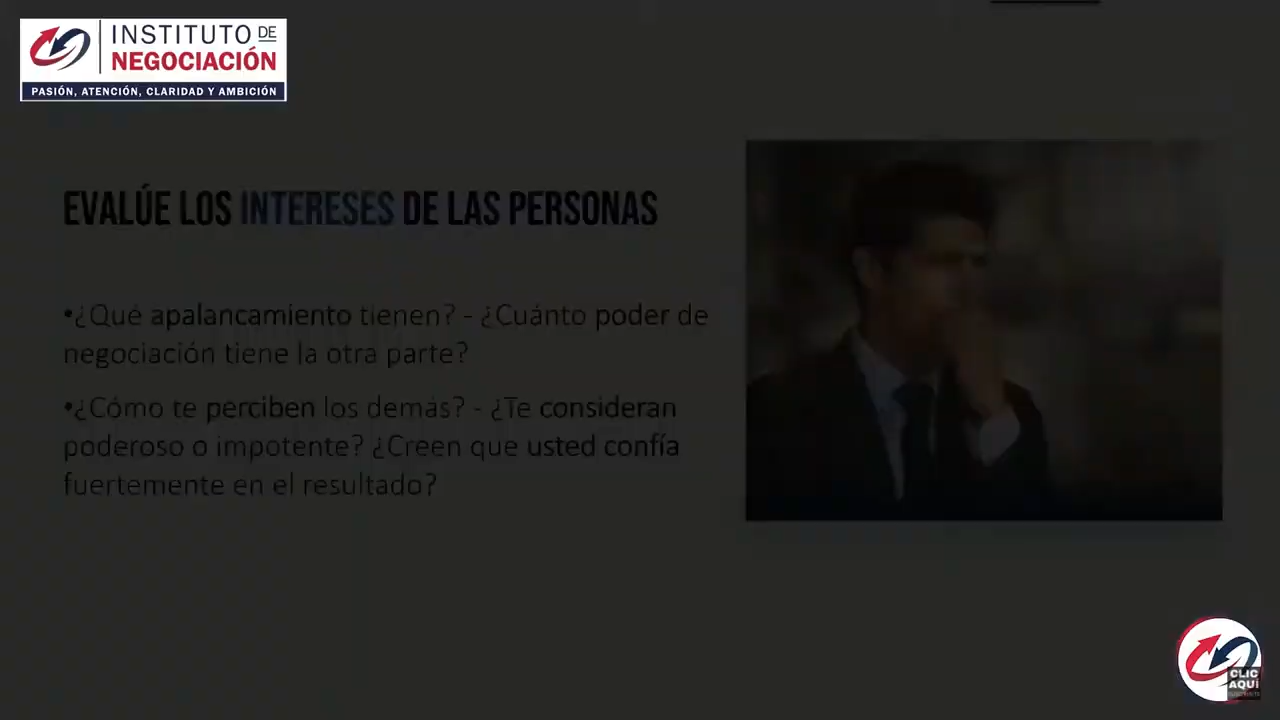 INSTITUTO DE
NEGOCIACIÓN
PASIÓN, ATENCIÓN, CLARIDAD Y AMBICIÓN
EVALÚE LOS INTERESES DE LAS PERSONAS
•¿Qué apalancamiento tienen? - ¿Cuánto poder de
negociación tiene la otra parte?
•¿Cómo te perciben los demás? - ¿Te consideran
poderoso o impotente? ¿Creen que usted confía
fuertemente en el resultado?
CLIC
AQUÍ